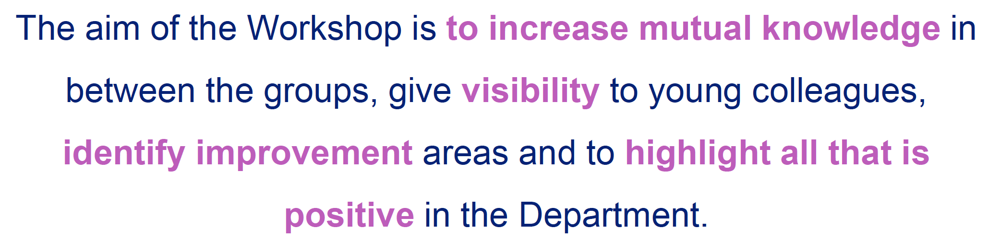 The aim of the Workshop is to increase mutual knowledge in
between the groups, give visibility to young colleagues,
identify improvement areas and to highlight all that is
positive in the Department.